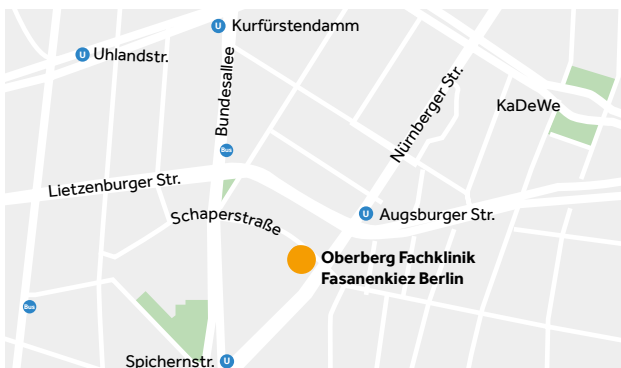 U Kurfürstendamm
U Uhlandstr.
Bundesallee
Nürnberger Str.
KaDeWe
Bus
Lietzenburger Str.
Schaperstraße
U Augsburger Str.
Oberberg Fachklinik
Fasanenkiez Berlin
Bus
Spichernstr. U